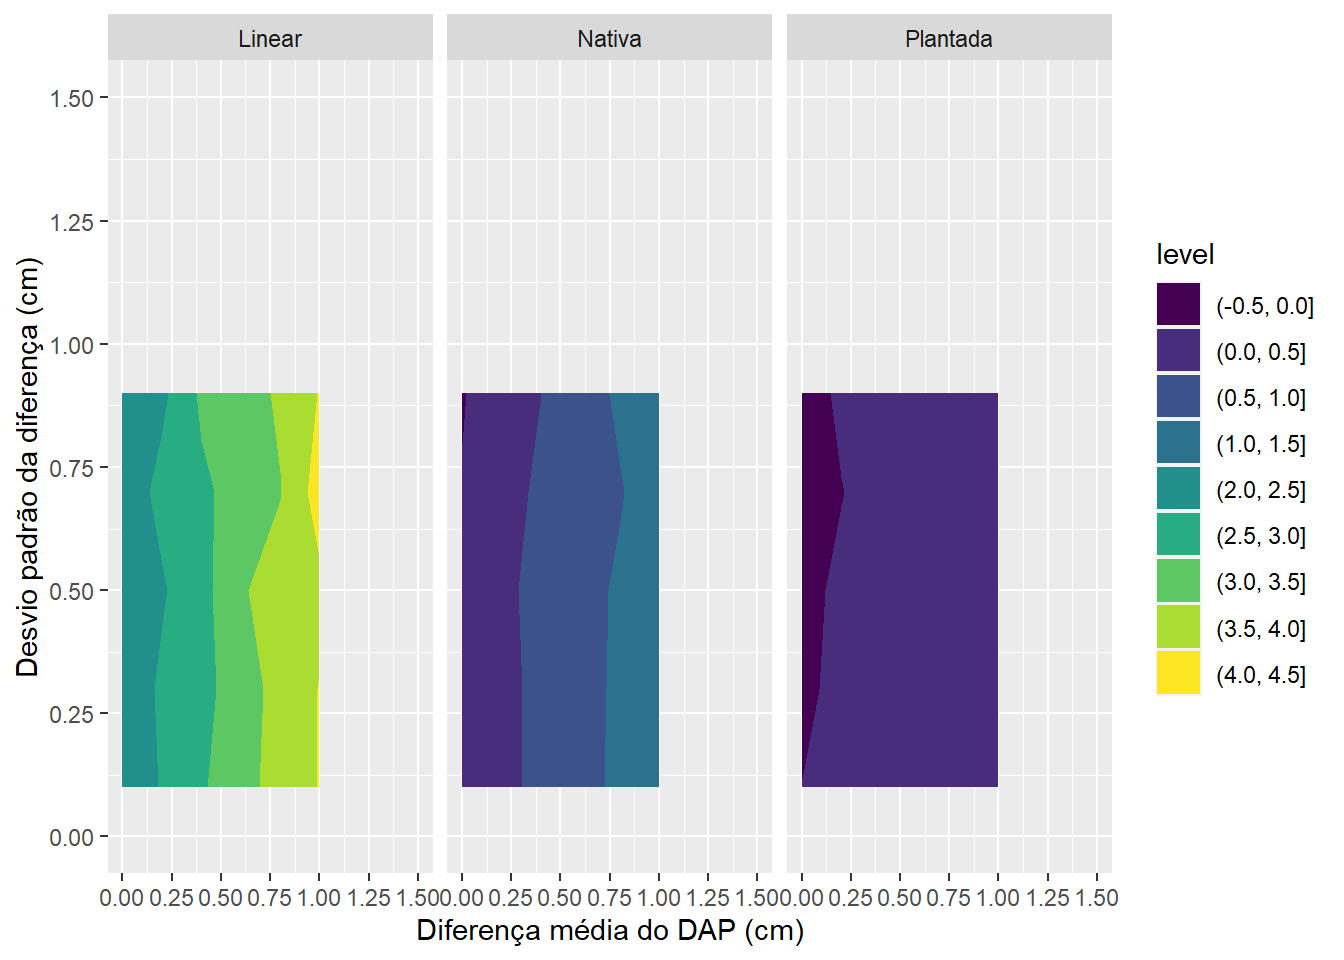 Linear
Nativa
Plantada
1.50
1.25
1.00
0.75
0.50
0.25
0.00
Desvio padrão da diferença (cm)
0.00 0.25 0.50 0.75 1.00 1.25 1.50
0.00 0.25 0.50 0.75 1.00 1.25 1.50
0.00 0.25 0.50 0.75 1.00 1.25 1.50
Diferença média do DAP (cm)
level
(-0.5, 0.0]
(0.0, 0.5]
(0.5, 1.0]
(1.0, 1.5]
(2.0, 2.5]
(2.5, 3.0]
(3.0, 3.5]
(3.5, 4.0]
(4.0, 4.5]